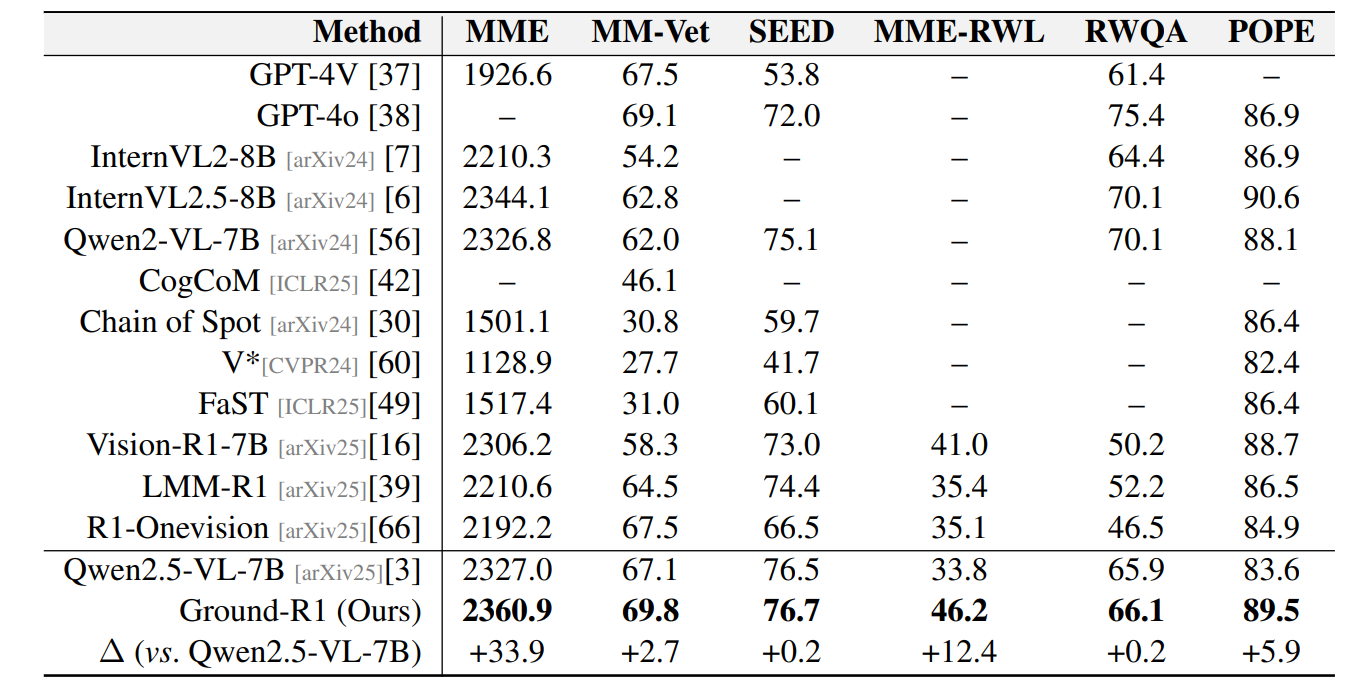 Method MME MM-Vet SEED MME-RWL RWQA POPE
GPT-4V [37] 1926.6 67.5 53.8 – 61.4 –
GPT-4o [38] – 69.1 72.0 – 75.4 86.9
InternVL2-8B [arXiv24] [7] 2210.3 54.2 – – 64.4 86.9
InternVL2.5-8B [arXiv24] [6] 2344.1 62.8 – – 70.1 90.6
Qwen2-VL-7B [arXiv24] [56] 2326.8 62.0 75.1 – 70.1 88.1
CogCoM [ICLR25] [42] – 46.1 – – – –
Chain of Spot [arXiv24] [30] 1501.1 30.8 59.7 – – 86.4
V*[CVPR24] [60] 1128.9 27.7 41.7 – – 82.4
FaST [ICLR25][49] 1517.4 31.0 60.1 – – 86.4
Vision-R1-7B [arXiv25][16] 2306.2 58.3 73.0 41.0 50.2 88.7
LMM-R1 [arXiv25][39] 2210.6 64.5 74.4 35.4 52.2 86.5
R1-Onevision [arXiv25][66] 2192.2 67.5 66.5 35.1 46.5 84.9
Qwen2.5-VL-7B [arXiv25][3] 2327.0 67.1 76.5 33.8 65.9 83.6
Ground-R1 (Ours) 2360.9 69.8 76.7 46.2 66.1 89.5
Δ (vs. Qwen2.5-VL-7B) +33.9 +2.7 +0.2 +12.4 +0.2 +5.9